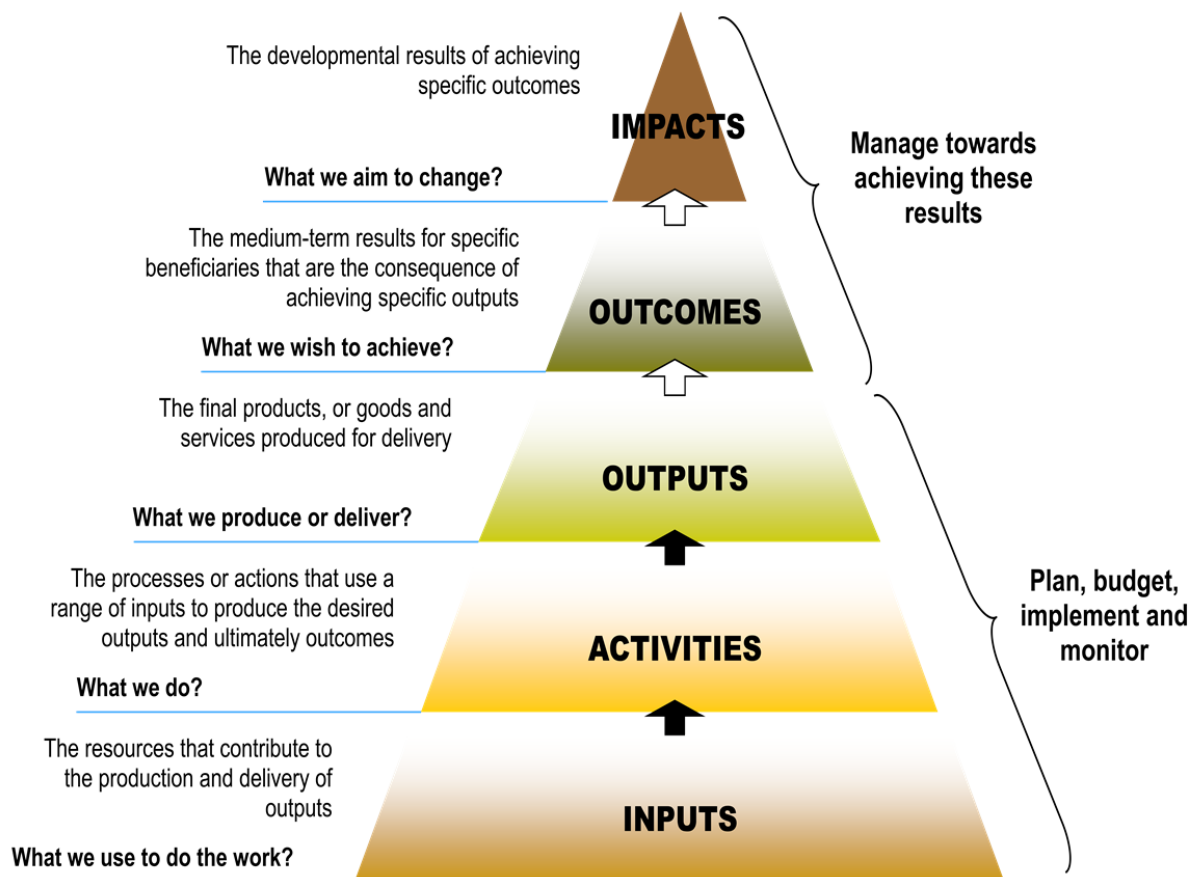 The developmental results of achieving
specific outcomes
IMPACTS
What we aim to change?
Manage towards
achieving these
results
The medium-term results for specific
beneficiaries that are the consequence of
achieving specific outputs
OUTCOMES
What we wish to achieve?
The final products, or goods and
services produced for delivery
OUTPUTS
What we produce or deliver?
The processes or actions that use a
range of inputs to produce the desired
outputs and ultimately outcomes
ACTIVITIES
What we do?
Plan, budget,
implement and
monitor
The resources that contribute to
the production and delivery of
outputs
INPUTS
What we use to do the work?